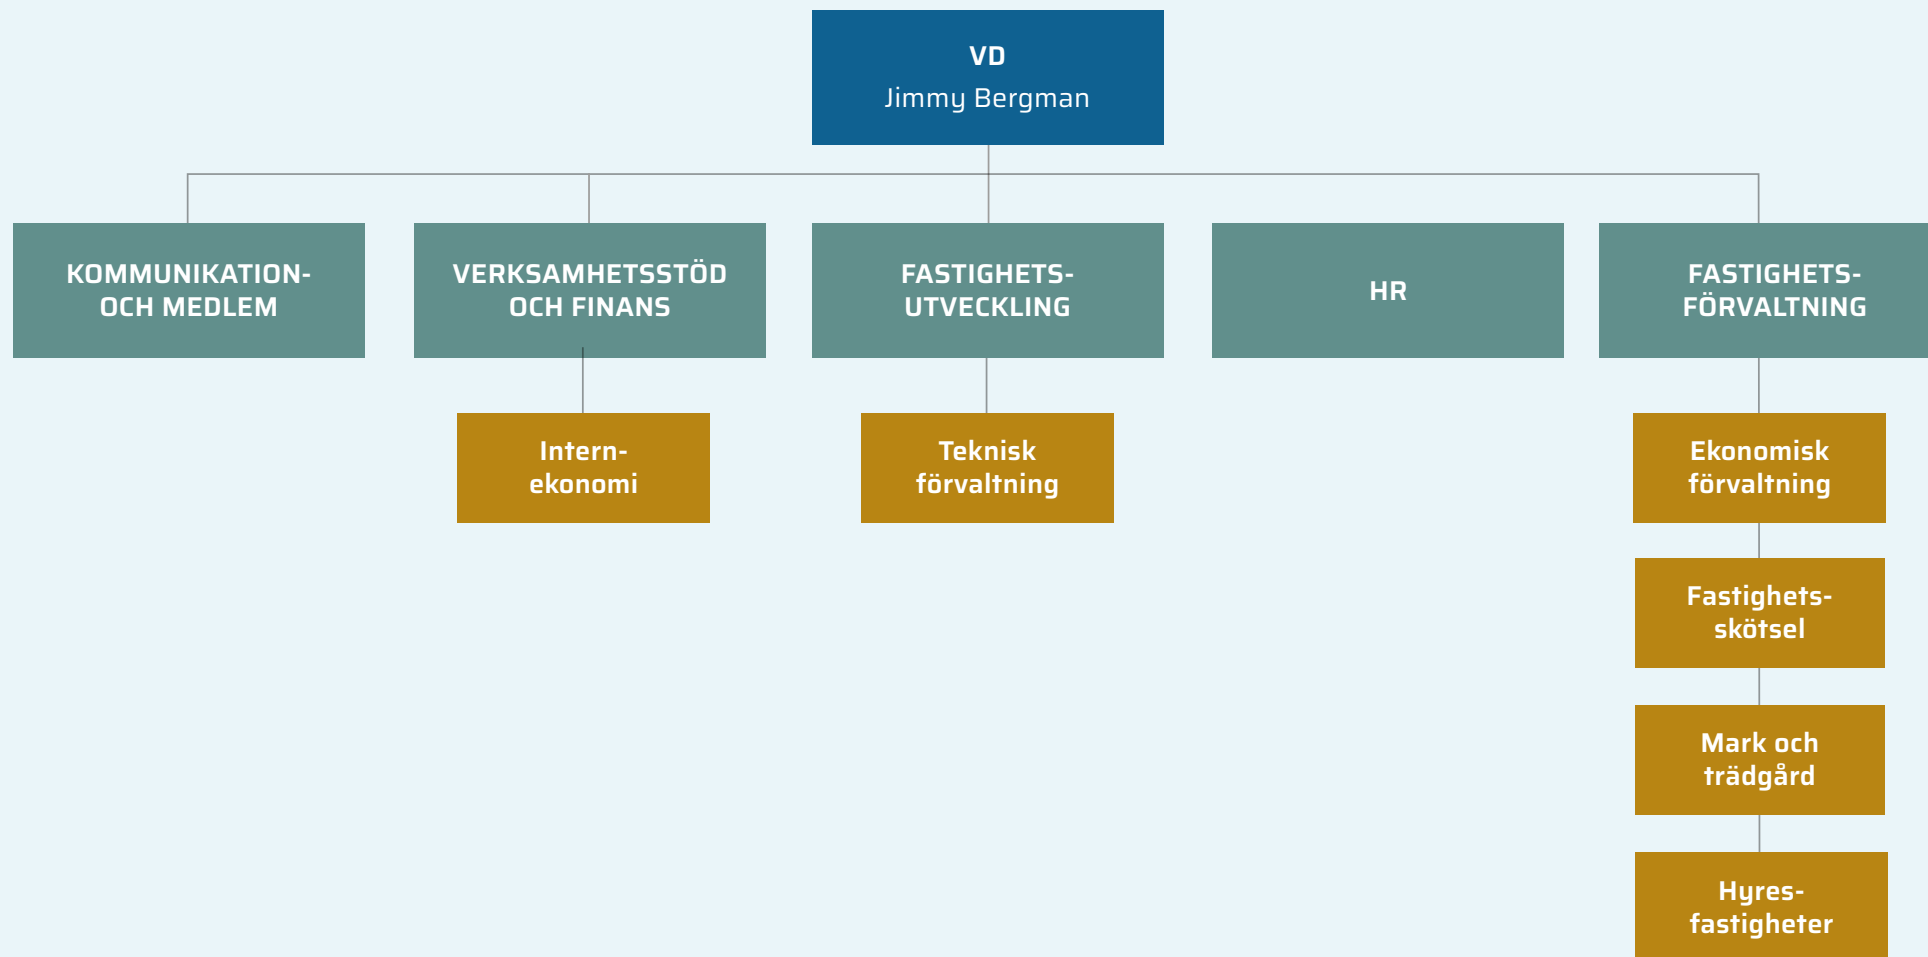 VD
Jimmy Bergman
KOMMUNIKATION-
OCH MEDLEM
VERKSAMHETSSTÖD
OCH FINANS
FASTIGHETS-
UTVECKLING
HR
FASTIGHETS-
FÖRVALTNING
Intern-
ekonomi
Teknisk
förvaltning
Ekonomisk
förvaltning
Fastighets-
skötsel
Mark och
trädgård
Hyres-
fastigheter